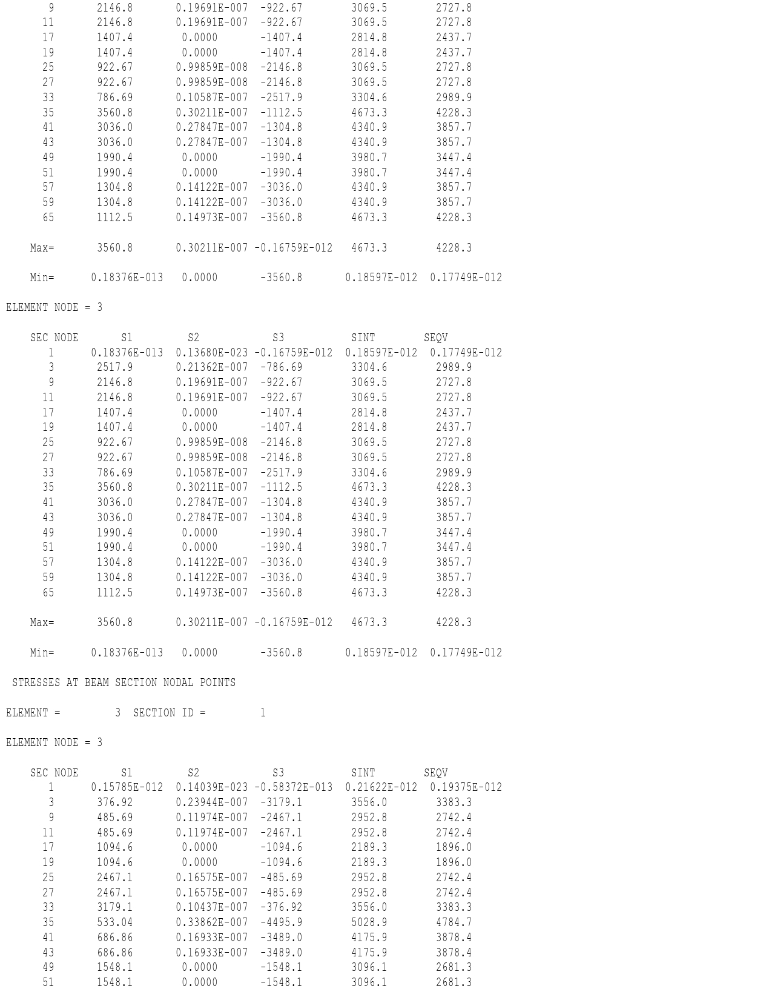 9 2146.8 0.19691E-007 -922.67 3069.5 2727.8
11 2146.8 0.19691E-007 -922.67 3069.5 2727.8
17 1407.4 0.0000 -1407.4 2814.8 2437.7
19 1407.4 0.0000 -1407.4 2814.8 2437.7
25 922.67 0.99859E-008 -2146.8 3069.5 2727.8
27 922.67 0.99859E-008 -2146.8 3069.5 2727.8
33 786.69 0.10587E-007 -2517.9 3304.6 2989.9
35 3560.8 0.30211E-007 -1112.5 4673.3 4228.3
41 3036.0 0.27847E-007 -1304.8 4340.9 3857.7
43 3036.0 0.27847E-007 -1304.8 4340.9 3857.7
49 1990.4 0.0000 -1990.4 3980.7 3447.4
51 1990.4 0.0000 -1990.4 3980.7 3447.4
57 1304.8 0.14122E-007 -3036.0 4340.9 3857.7
59 1304.8 0.14122E-007 -3036.0 4340.9 3857.7
65 1112.5 0.14973E-007 -3560.8 4673.3 4228.3
Max= 3560.8 0.30211E-007 -0.16759E-012 4673.3 4228.3
Min= 0.18376E-013 0.0000 -3560.8 0.18597E-012 0.17749E-012
ELEMENT NODE = 3
SEC NODE S1 S2 S3 SINT SEQV
1 0.18376E-013 0.13680E-023 -0.16759E-012 0.18597E-012 0.17749E-012
3 2517.9 0.21362E-007 -786.69 3304.6 2989.9
9 2146.8 0.19691E-007 -922.67 3069.5 2727.8
11 2146.8 0.19691E-007 -922.67 3069.5 2727.8
17 1407.4 0.0000 -1407.4 2814.8 2437.7
19 1407.4 0.0000 -1407.4 2814.8 2437.7
25 922.67 0.99859E-008 -2146.8 3069.5 2727.8
27 922.67 0.99859E-008 -2146.8 3069.5 2727.8
33 786.69 0.10587E-007 -2517.9 3304.6 2989.9
35 3560.8 0.30211E-007 -1112.5 4673.3 4228.3
41 3036.0 0.27847E-007 -1304.8 4340.9 3857.7
43 3036.0 0.27847E-007 -1304.8 4340.9 3857.7
49 1990.4 0.0000 -1990.4 3980.7 3447.4
51 1990.4 0.0000 -1990.4 3980.7 3447.4
57 1304.8 0.14122E-007 -3036.0 4340.9 3857.7
59 1304.8 0.14122E-007 -3036.0 4340.9 3857.7
65 1112.5 0.14973E-007 -3560.8 4673.3 4228.3
Max= 3560.8 0.30211E-007 -0.16759E-012 4673.3 4228.3
Min= 0.18376E-013 0.0000 -3560.8 0.18597E-012 0.17749E-012
STRESSES AT BEAM SECTION NODAL POINTS
ELEMENT = 3 SECTION ID = 1
ELEMENT NODE = 3
SEC NODE S1 S2 S3 SINT SEQV
1 0.15785E-012 0.14039E-023 -0.58372E-013 0.21622E-012 0.19375E-012
3 376.92 0.23944E-007 -3179.1 3556.0 3383.3
9 485.69 0.11974E-007 -2467.1 2952.8 2742.4
11 485.69 0.11974E-007 -2467.1 2952.8 2742.4
17 1094.6 0.0000 -1094.6 2189.3 1896.0
19 1094.6 0.0000 -1094.6 2189.3 1896.0
25 2467.1 0.16575E-007 -485.69 2952.8 2742.4
27 2467.1 0.16575E-007 -485.69 2952.8 2742.4
33 3179.1 0.10437E-007 -376.92 3556.0 3383.3
35 533.04 0.33862E-007 -4495.9 5028.9 4784.7
41 686.86 0.16933E-007 -3489.0 4175.9 3878.4
43 686.86 0.16933E-007 -3489.0 4175.9 3878.4
49 1548.1 0.0000 -1548.1 3096.1 2681.3
51 1548.1 0.0000 -1548.1 3096.1 2681.3